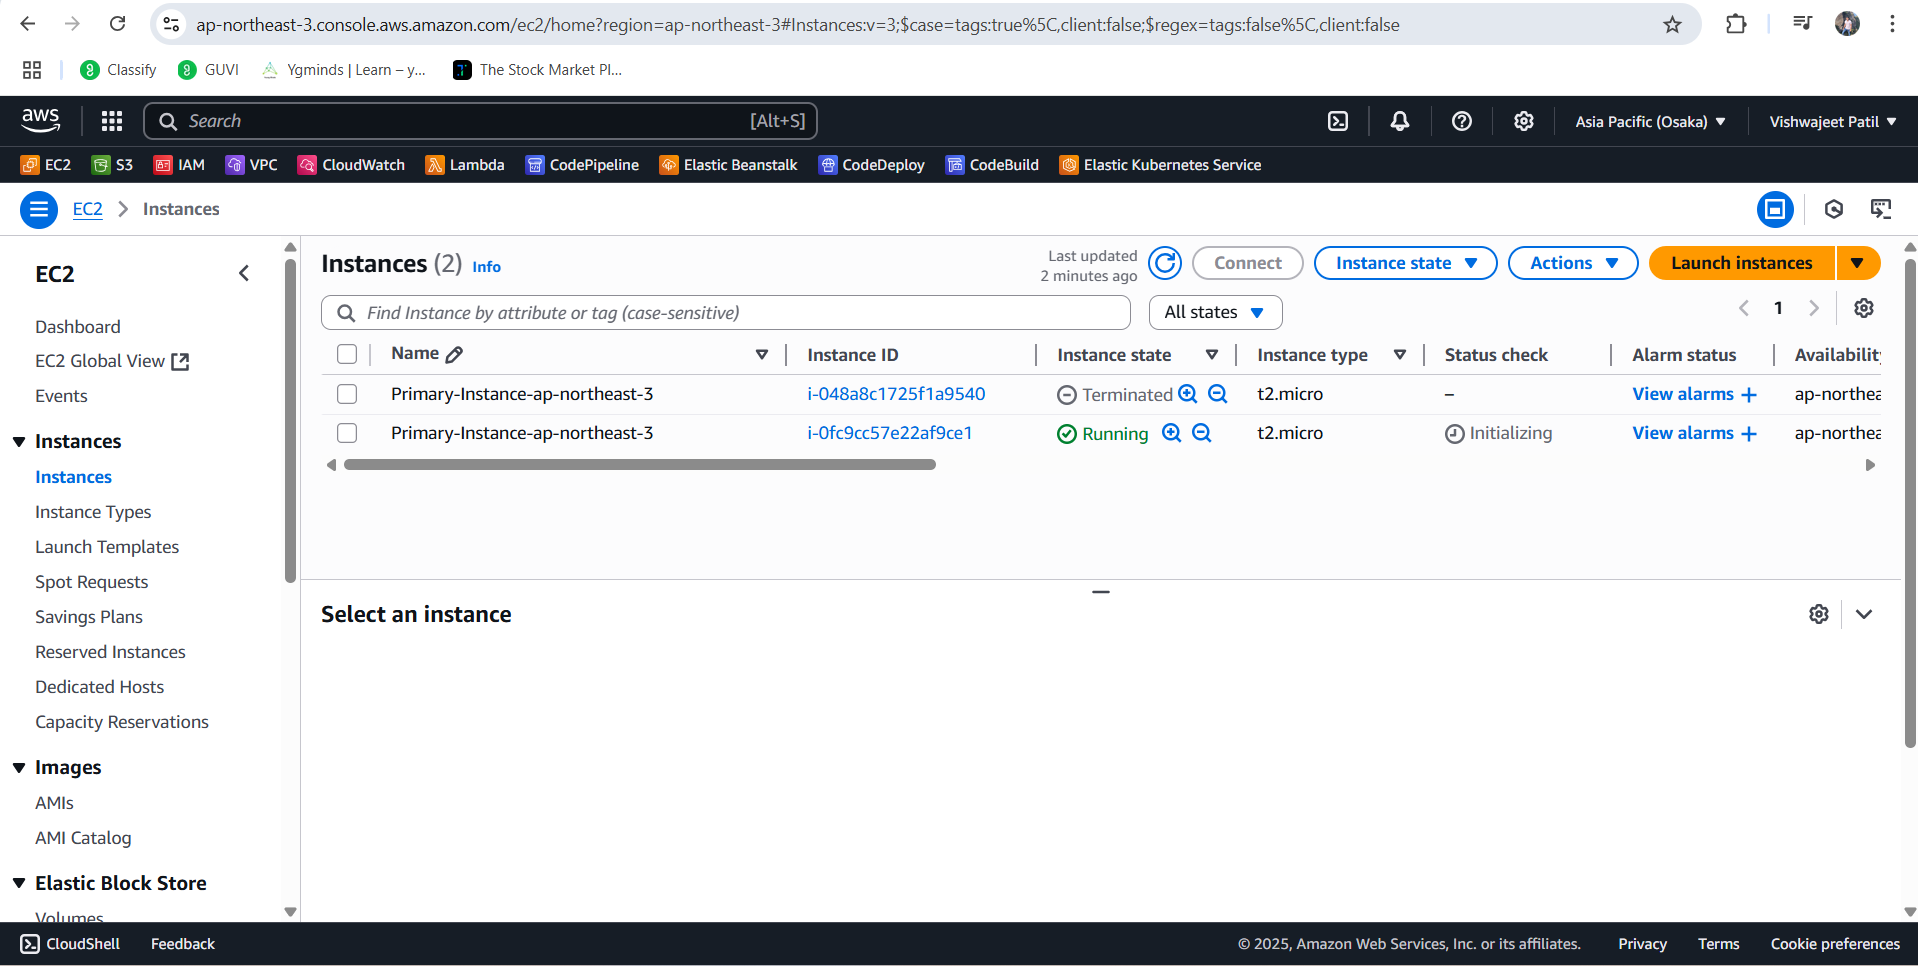 ap-northeast-3.console.aws.amazon.com/ec2/home?region=ap-northeast-3#Instances:v=3;$case=tags:true%5C,client:false;$regex=tags:false%5C,client:false
Classify GUVI Ygminds | Learn – y... The Stock Market Pl...
aws Search [Alt+S] Asia Pacific (Osaka) Vishwajeet Patil
EC2 S3 IAM VPC CloudWatch Lambda CodePipeline Elastic Beanstalk CodeDeploy CodeBuild Elastic Kubernetes Service
EC2 Instances
EC2
Dashboard
EC2 Global View
Events
Instances
Instances
Instance Types
Launch Templates
Spot Requests
Savings Plans
Reserved Instances
Dedicated Hosts
Capacity Reservations
Images
AMIs
AMI Catalog
Elastic Block Store
Volumes
Instances (2) Info
Last updated
2 minutes ago
Connect Instance state Actions Launch instances
Find Instance by attribute or tag (case-sensitive) All states 1
Name Instance ID Instance state Instance type Status check Alarm status Availability
Primary-Instance-ap-northeast-3 i-048a8c1725f1a9540 Terminated t2.micro – View alarms + ap-northea
Primary-Instance-ap-northeast-3 i-0fc9cc57e22af9ce1 Running t2.micro Initializing View alarms + ap-northea
Select an instance
CloudShell Feedback © 2025, Amazon Web Services, Inc. or its affiliates. Privacy Terms Cookie preferences